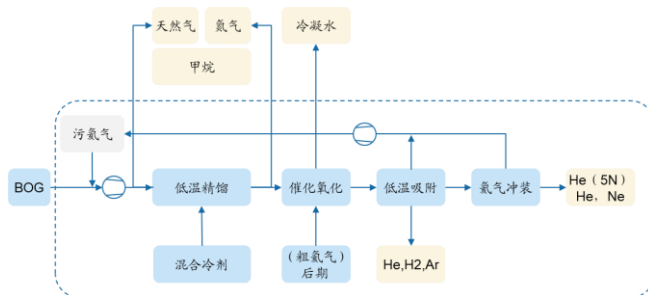 天然气
氮气
冷凝水
甲烷
污氦气
BOG
低温精馏
催化氧化
低温吸附
氦气冲装
He（5N）
He，Ne
混合冷剂
（粗氦气）
后期
He,H2,Ar